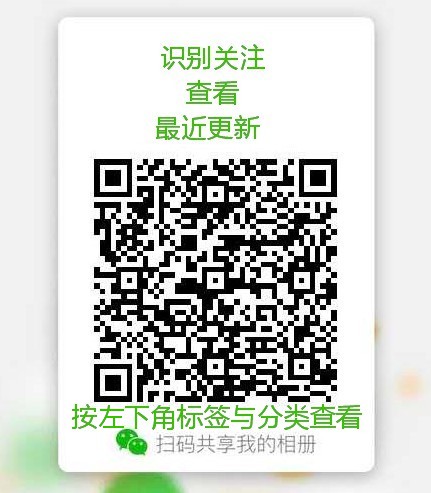 识别关注
查看
最近更新
按左下角标签与分类查看
扫码共享我的相册